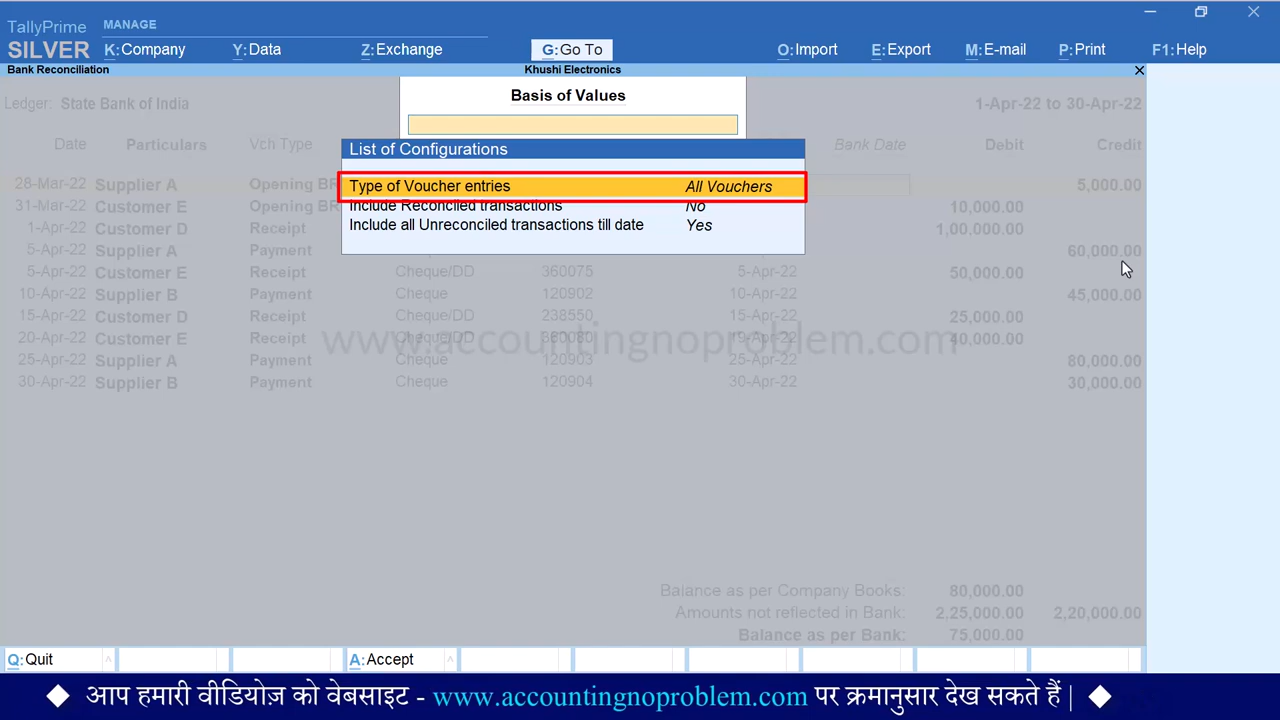 TallyPrime MANAGE
SILVER K:Company Y:Data Z:Exchange G:Go To O:Import E:Export M:E-mail P:Print F1:Help
Bank Reconciliation Khushi Electronics
Basis of Values
Ledger: State Bank of India 1-Apr-22 to 30-Apr-22
Date Particulars Vch Type Bank Date Debit Credit
List of Configurations
Type of Voucher entries All Vouchers
Include Reconciled transactions No
Include all Unreconciled transactions till date Yes
28-Mar-22 Supplier A Opening BR 5,000.00
31-Mar-22 Customer E Opening BR 10,000.00
1-Apr-22 Customer D Receipt 1,00,000.00
5-Apr-22 Supplier A Payment 60,000.00
5-Apr-22 Customer E Receipt Cheque/DD 360075 5-Apr-22 50,000.00
10-Apr-22 Supplier B Payment Cheque 120902 10-Apr-22 45,000.00
15-Apr-22 Customer D Receipt Cheque/DD 238550 15-Apr-22 25,000.00
20-Apr-22 Customer E Receipt Cheque/DD 360080 19-Apr-22 40,000.00
www.accountingnoproblem.com
25-Apr-22 Supplier A Payment Cheque 120903 25-Apr-22 80,000.00
30-Apr-22 Supplier B Payment Cheque 120904 30-Apr-22 30,000.00
Balance as per Company Books: 80,000.00
Amounts not reflected in Bank: 2,25,000.00 2,20,000.00
Balance as per Bank: 75,000.00
Q:Quit A:Accept
आप हमारी वीडियोज़ को वेबसाइट - www.accountingnoproblem.com पर क्रमानुसार देख सकते हैं |